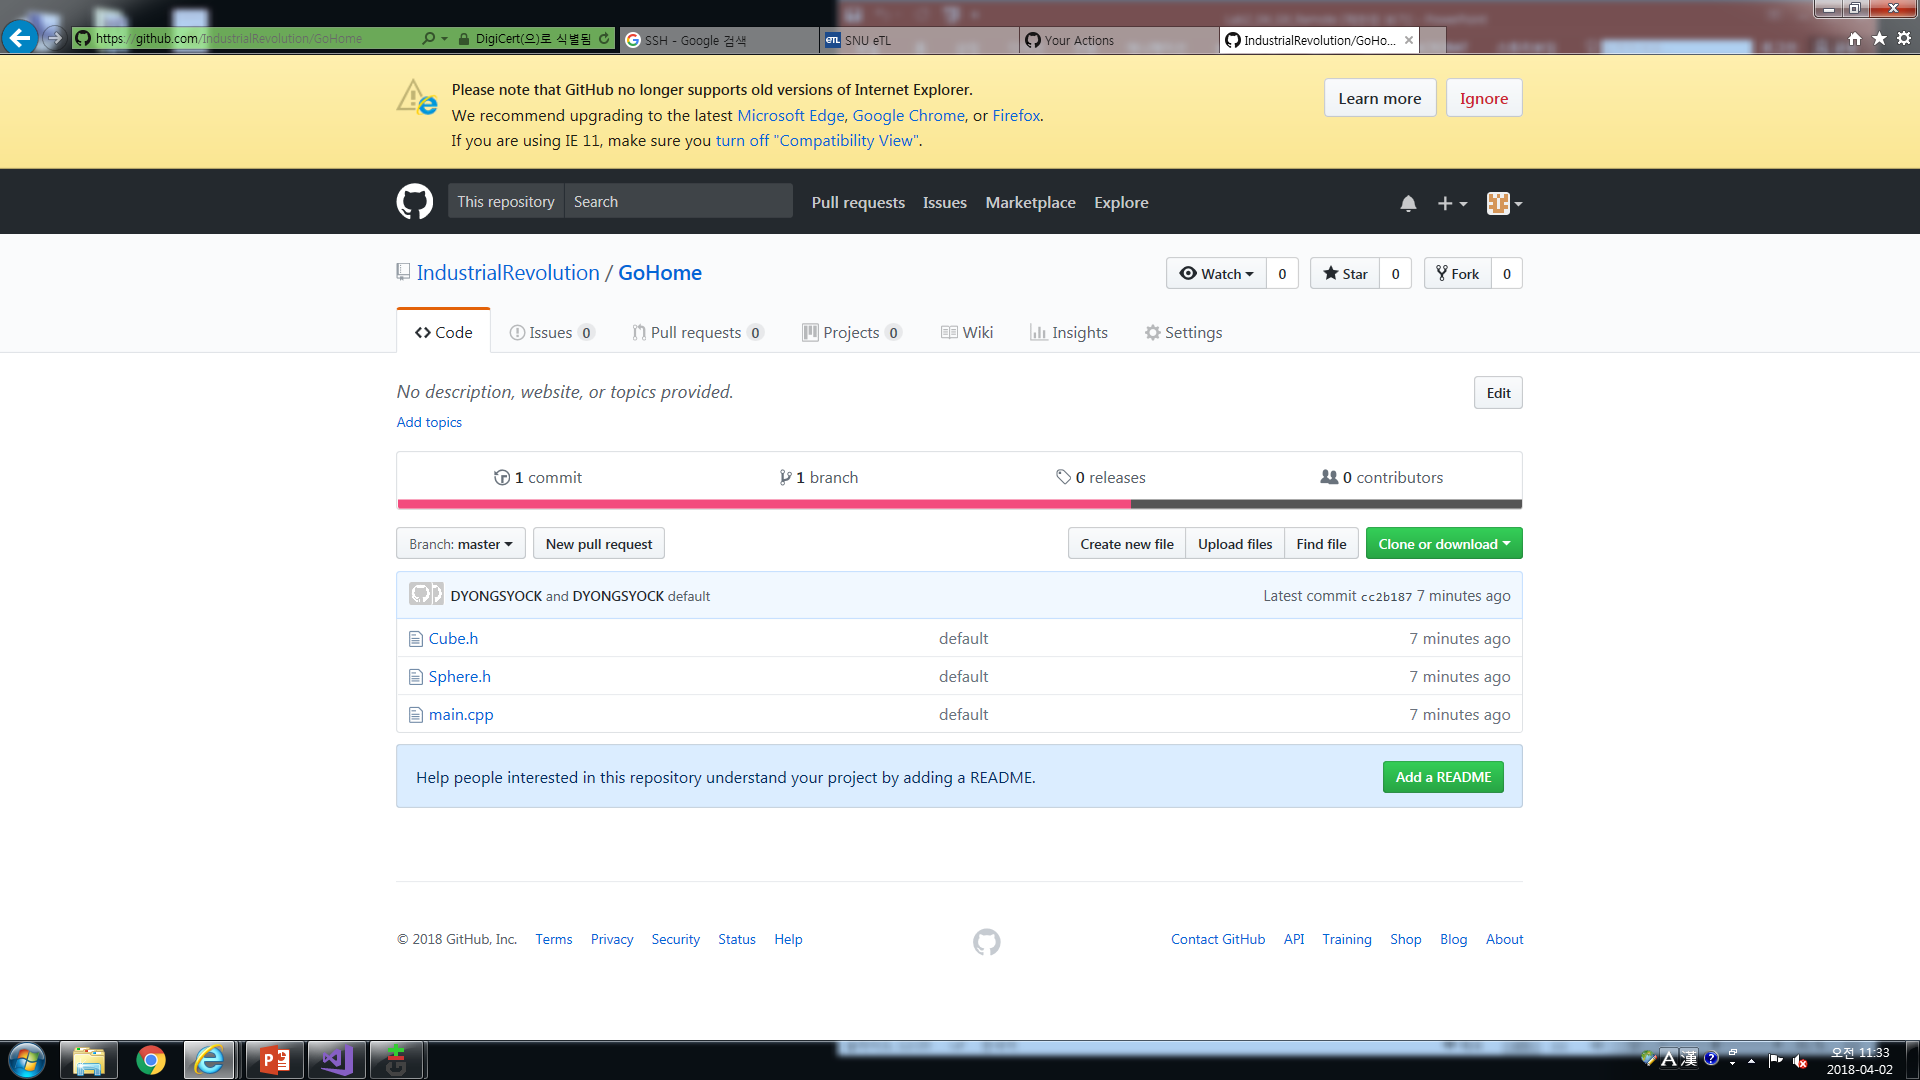 https://github.com/IndustrialRevolution/GoHome
DigiCert(으)로 식별됨
SSH - Google 검색
SNU eTL
Your Actions
IndustrialRevolution/GoHo...
Please note that GitHub no longer supports old versions of Internet Explorer.
We recommend upgrading to the latest Microsoft Edge, Google Chrome, or Firefox.
If you are using IE 11, make sure you turn off "Compatibility View".
Learn more
Ignore
This repository
Search
Pull requests
Issues
Marketplace
Explore
IndustrialRevolution / GoHome
Watch 0
Star 0
Fork 0
Code
Issues 0
Pull requests 0
Projects 0
Wiki
Insights
Settings
No description, website, or topics provided.
Edit
Add topics
1 commit
1 branch
0 releases
0 contributors
Branch: master
New pull request
Create new file
Upload files
Find file
Clone or download
DYONGSYOCK and DYONGSYOCK default
Latest commit cc2b187 7 minutes ago
Cube.h default 7 minutes ago
Sphere.h default 7 minutes ago
main.cpp default 7 minutes ago
Help people interested in this repository understand your project by adding a README.
Add a README
© 2018 GitHub, Inc.
Terms
Privacy
Security
Status
Help
Contact GitHub
API
Training
Shop
Blog
About
A 漢
오전 11:33
2018-04-02